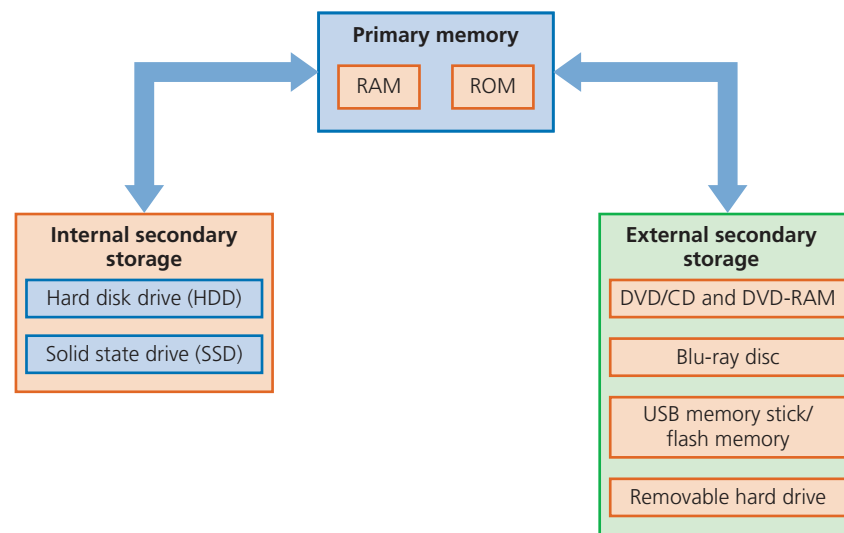 Primary memory
RAM
ROM
Internal secondary
storage
Hard disk drive (HDD)
Solid state drive (SSD)
External secondary
storage
DVD/CD and DVD-RAM
Blu-ray disc
USB memory stick/
flash memory
Removable hard drive